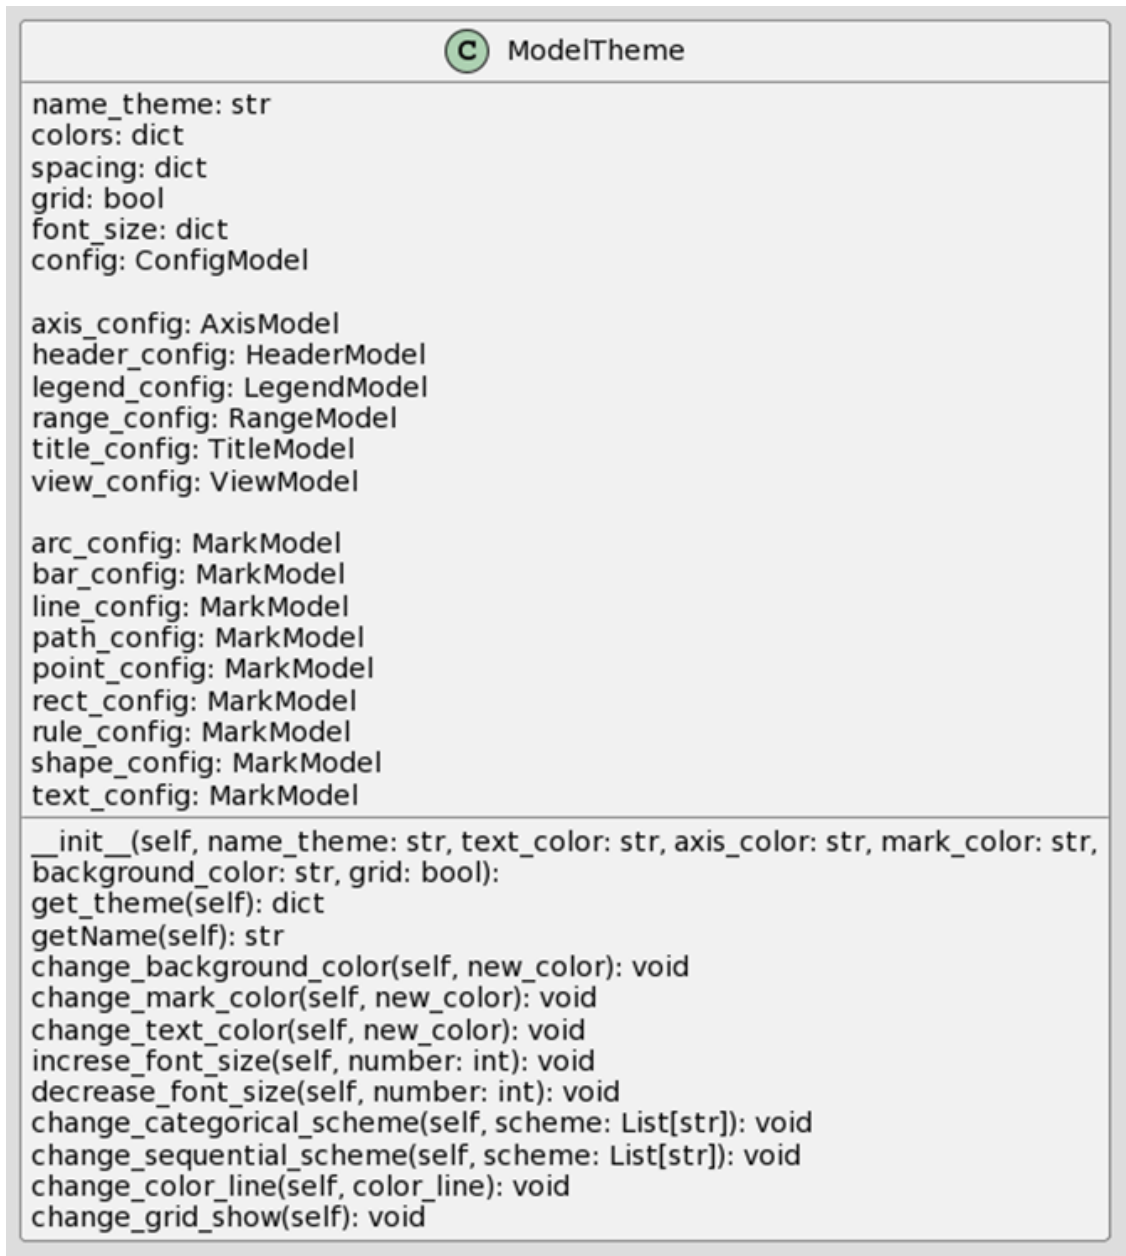 C ModelTheme
name_theme: str
colors: dict
spacing: dict
grid: bool
font_size: dict
config: ConfigModel
axis_config: AxisModel
header_config: HeaderModel
legend_config: LegendModel
range_config: RangeModel
title_config: TitleModel
view_config: ViewModel
arc_config: MarkModel
bar_config: MarkModel
line_config: MarkModel
path_config: MarkModel
point_config: MarkModel
rect_config: MarkModel
rule_config: MarkModel
shape_config: MarkModel
text_config: MarkModel
__init__(self, name_theme: str, text_color: str, axis_color: str, mark_color: str,
background_color: str, grid: bool):
get_theme(self): dict
getName(self): str
change_background_color(self, new_color): void
change_mark_color(self, new_color): void
change_text_color(self, new_color): void
increse_font_size(self, number: int): void
decrease_font_size(self, number: int): void
change_categorical_scheme(self, scheme: List[str]): void
change_sequential_scheme(self, scheme: List[str]): void
change_color_line(self, color_line): void
change_grid_show(self): void